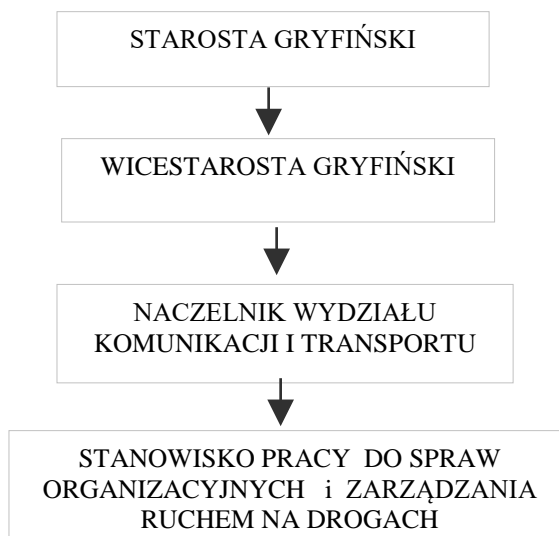 STAROSTA GRYFIŃSKI
WICESTAROSTA GRYFIŃSKI
NACZELNIK WYDZIAŁU
KOMUNIKACJI I TRANSPORTU
STANOWISKO PRACY DO SPRAW
ORGANIZACYJNYCH i ZARZĄDZANIA
RUCHEM NA DROGACH